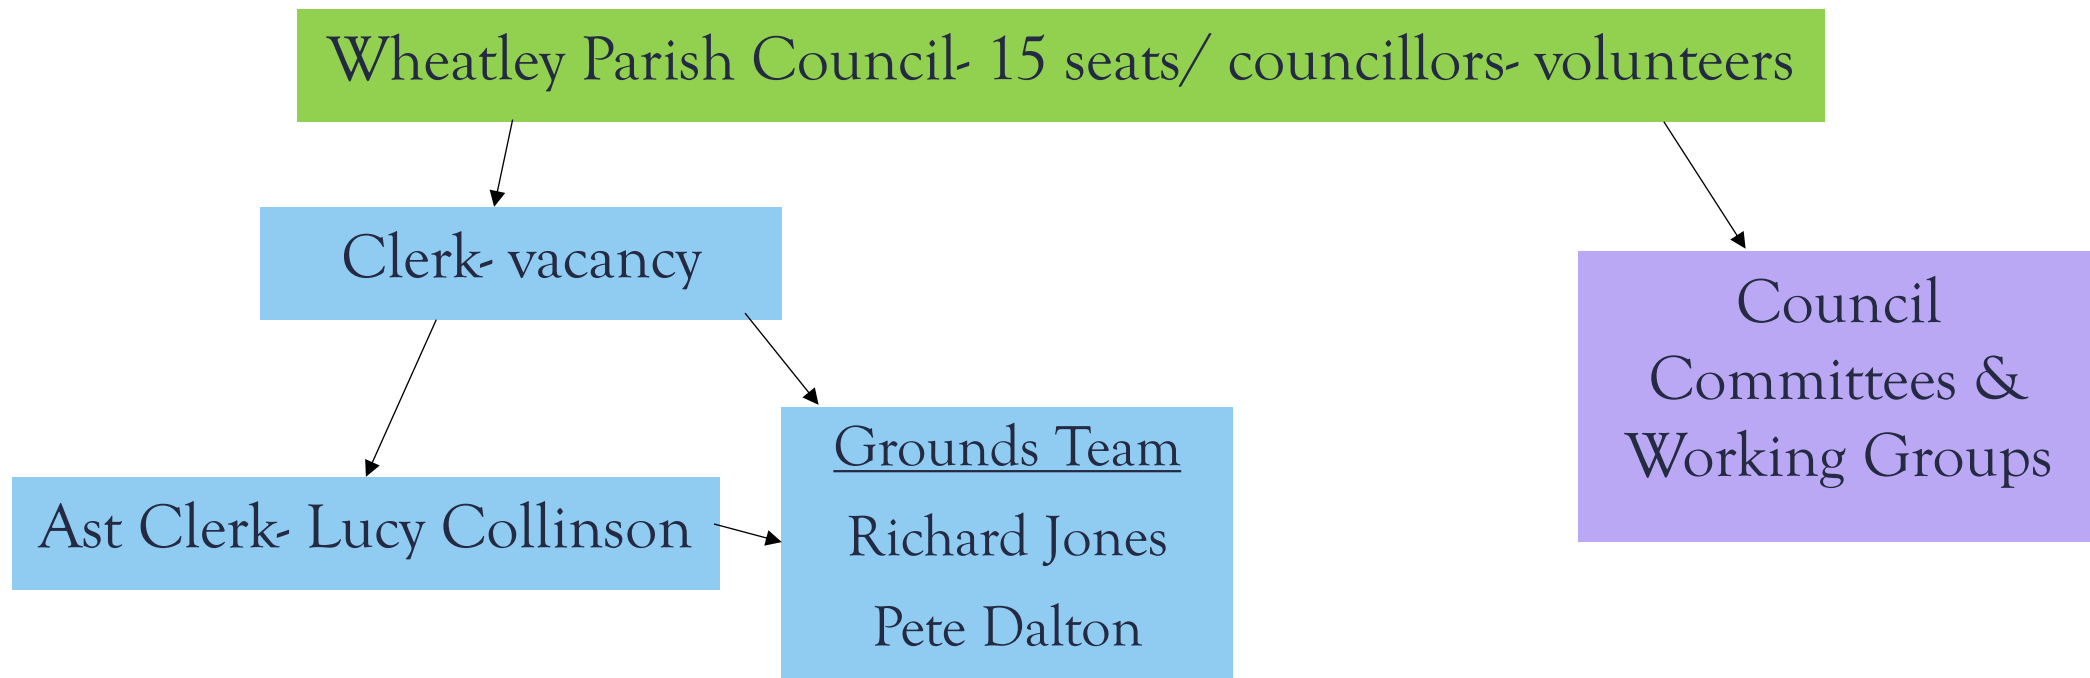 Wheatley Parish Council- 15 seats/ councillors- volunteers
Clerk- vacancy
Council
Committees &
Working Groups
Ast Clerk- Lucy Collinson
Grounds Team
Richard Jones
Pete Dalton